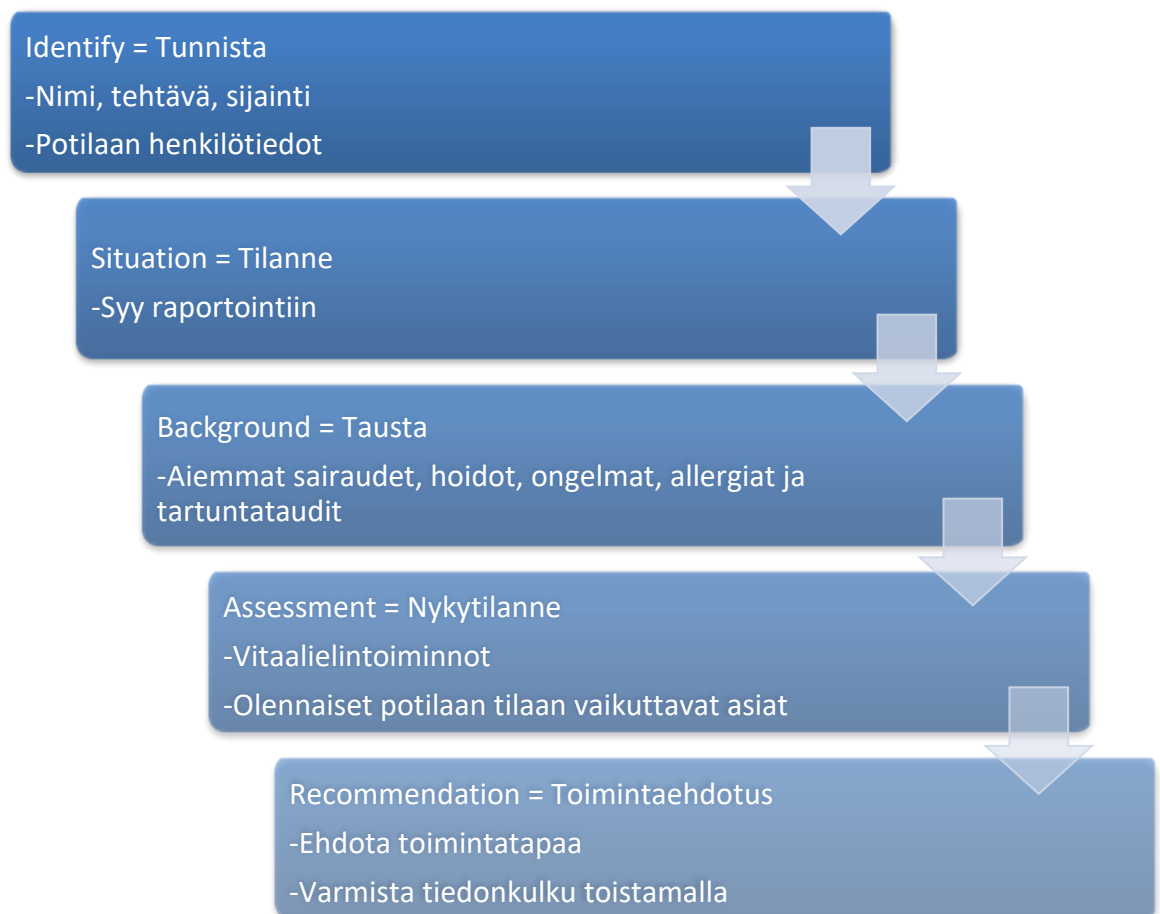 Identify = Tunnista
-Nimi, tehtävä, sijainti
-Potilaan henkilötiedot
Situation = Tilanne
-Syy raportointiin
Background = Tausta
-Aiemmat sairaudet, hoidot, ongelmat, allergiat ja
tartuntataudit
Assessment = Nykytilanne
-Vitaalielintoiminnot
-Olennaiset potilaan tilaan vaikuttavat asiat
Recommendation = Toimintaehdotus
-Ehdota toimintatapaa
-Varmista tiedonkulku toistamalla